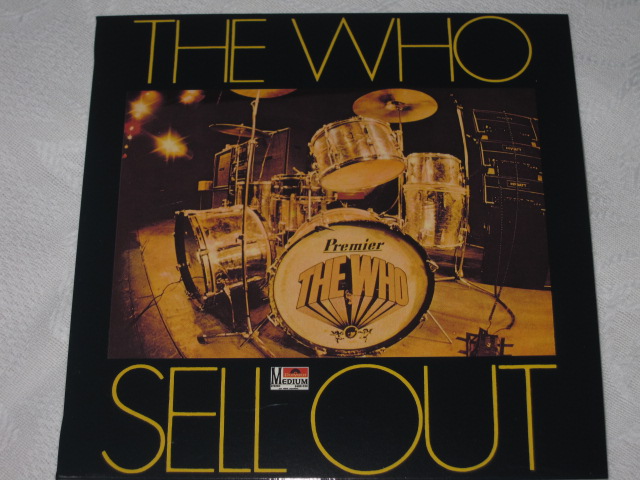 THE WHO
Premier
THE WHO
SELL OUT
MEDIUM